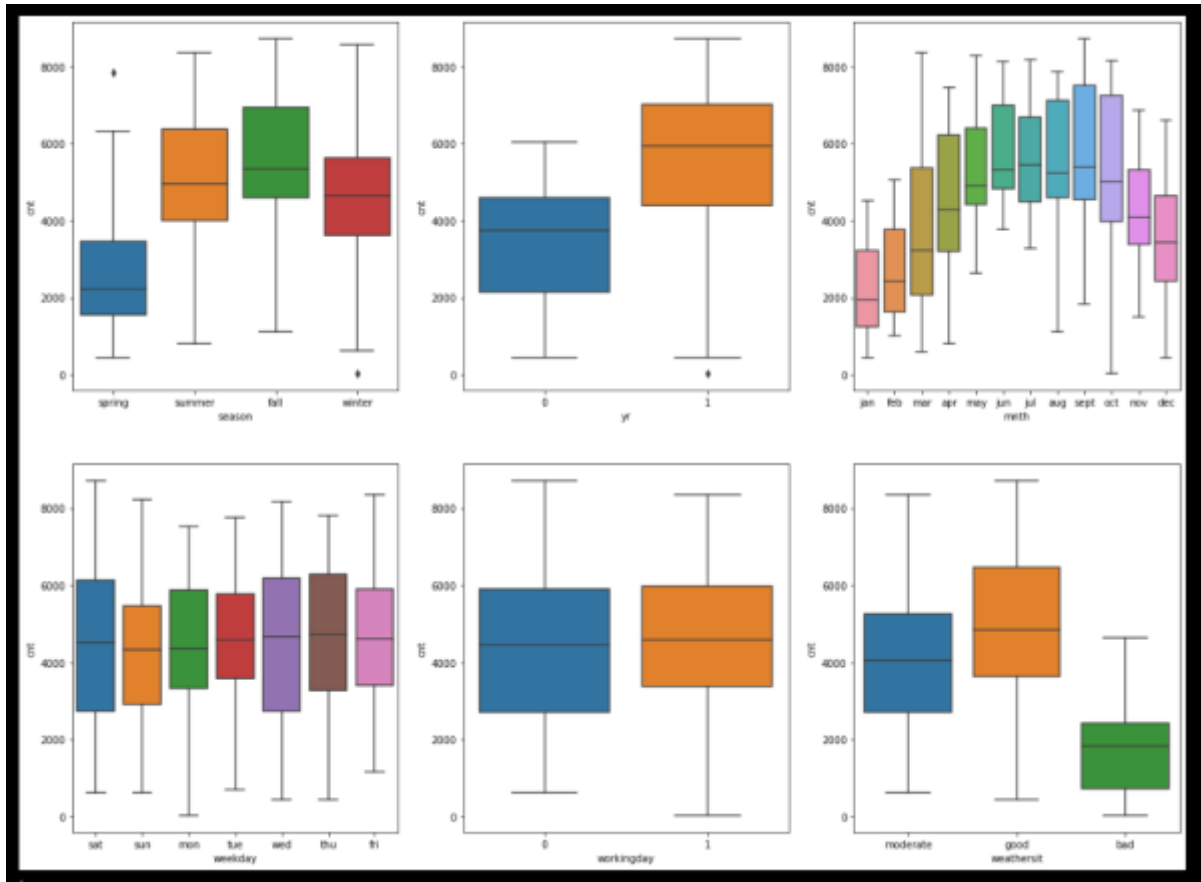 8000
6000
4000
2000
0
cnt
spring summer fall winter
season
8000
6000
4000
2000
0
cnt
0 1
yr
8000
6000
4000
2000
0
cnt
jan feb mar apr may jun jul aug sept oct nov dec
mnth
8000
6000
4000
2000
0
cnt
sat sun mon tue wed thu fri
weekday
8000
6000
4000
2000
0
cnt
0 1
workingday
8000
6000
4000
2000
0
cnt
moderate good bad
weathersit